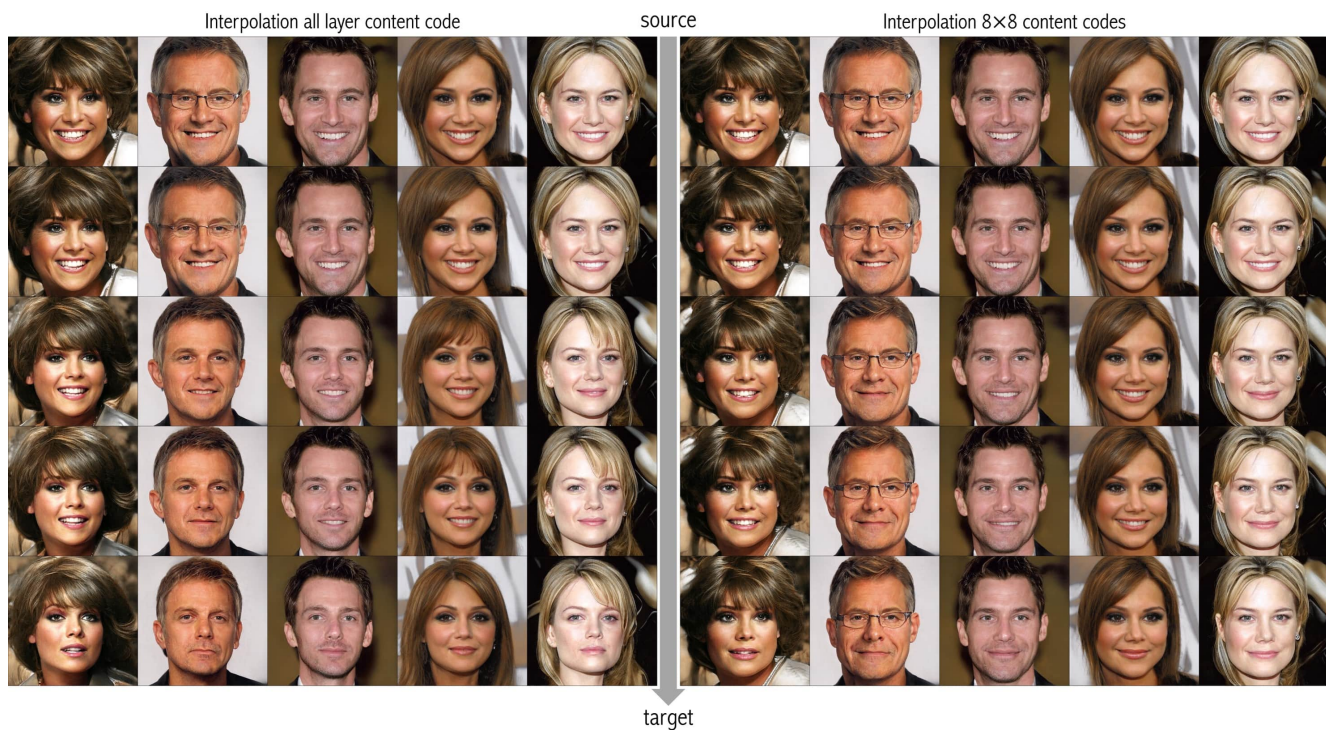 Interpolation all layer content code
source
Interpolation 8×8 content codes
target